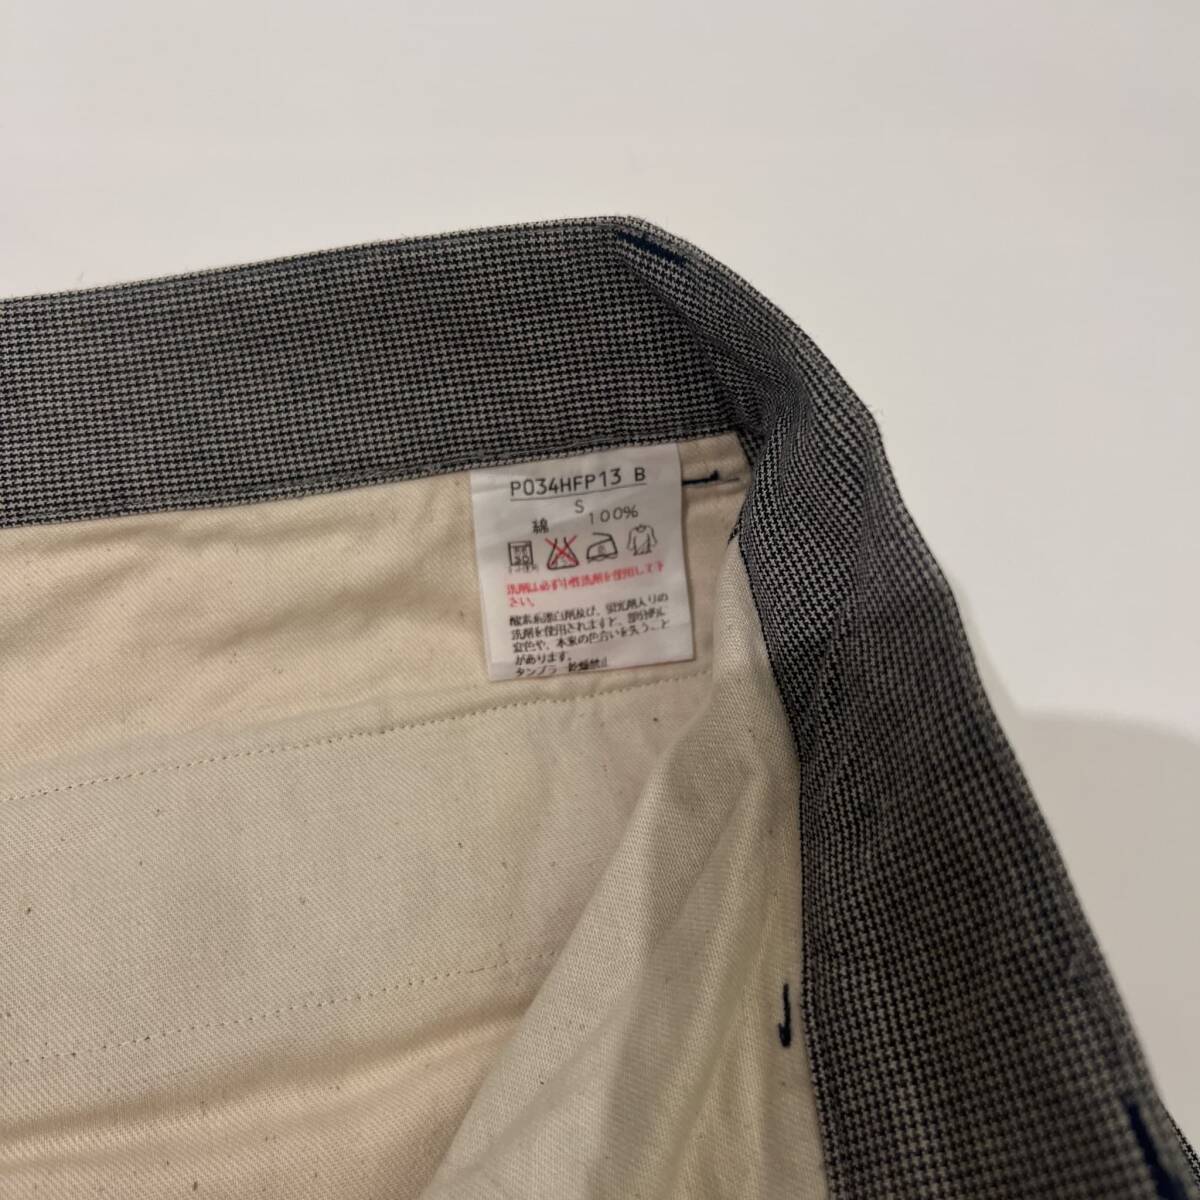 P034HFP13 B
S
綿 100%
洗剤は必ず中性洗剤を使用して下
さい。
酸素系漂白剤及び、蛍光剤入りの
洗剤を使用されますと、部分的に
変色や、本来の色合いを失うこと
があります。
タンブラー乾燥禁止